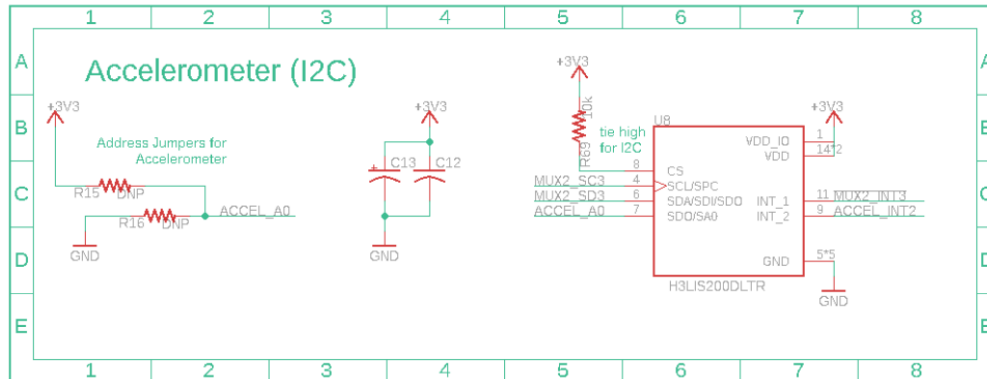 1 2 3 4 5 6 7 8
A
Accelerometer (I2C)
A
+3V3
+3V3
+3V3
+3V3
10k
R69
tie high
for I2C
U8
B
B
Address Jumpers for
Accelerometer
1
VDD_IO
14*2
VDD
8
CS
C13
C12
C
C
R15
DNP
MUX2_SC3
4
SCL/SPC
MUX2_SD3
6
SDA/SDI/SDO
INT_1
11
MUX2_INT3
R16
DNP
ACCEL_A0
ACCEL_A0
7
SDO/SA0
INT_2
9
ACCEL_INT2
GND
GND
D
D
GND
5*5
H3LIS200DLTR
GND
E
E
1 2 3 4 5 6 7 8